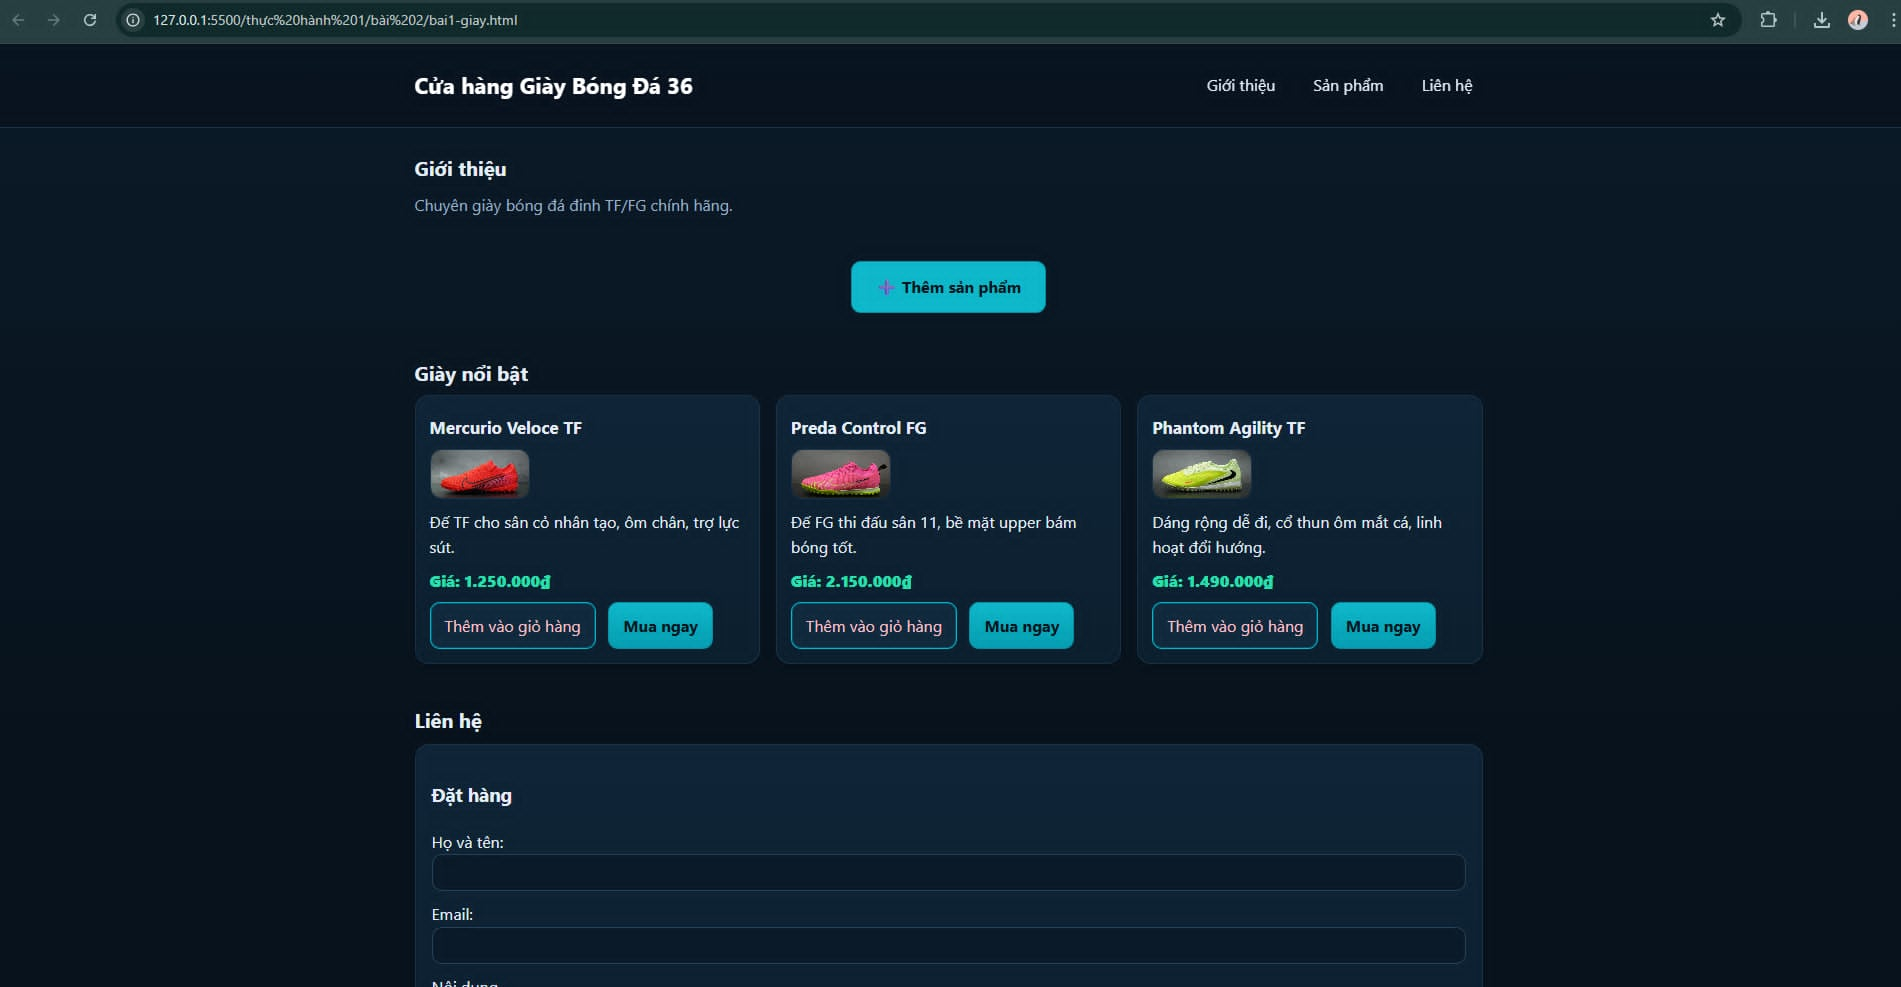 127.0.0.1:5500/thực%20hành%201/bài%202/bai1-giay.html
Cửa hàng Giày Bóng Đá 36
Giới thiệu
Sản phẩm
Liên hệ
Giới thiệu
Chuyên giày bóng đá đinh TF/FG chính hãng.
➕ Thêm sản phẩm
Giày nổi bật
Mercurio Veloce TF
Đế TF cho sân cỏ nhân tạo, ôm chân, trợ lực
sút.
Giá: 1.250.000₫
Thêm vào giỏ hàng
Mua ngay
Preda Control FG
Đế FG thi đấu sân 11, bề mặt upper bám
bóng tốt.
Giá: 2.150.000₫
Thêm vào giỏ hàng
Mua ngay
Phantom Agility TF
Dáng rộng dễ đi, cổ thun ôm mắt cá, linh
hoạt đổi hướng.
Giá: 1.490.000₫
Thêm vào giỏ hàng
Mua ngay
Liên hệ
Đặt hàng
Họ và tên:
Email:
Nội dung